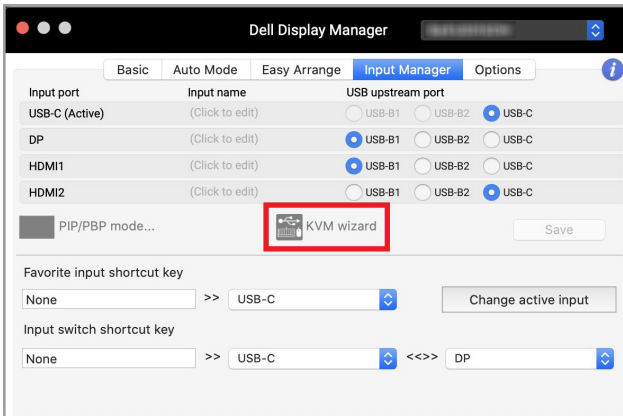 Dell Display Manager
Basic Auto Mode Easy Arrange Input Manager Options i
Input port Input name USB upstream port
USB-C (Active) (Click to edit) USB-B1 USB-B2 USB-C
DP (Click to edit) USB-B1 USB-B2 USB-C
HDMI1 (Click to edit) USB-B1 USB-B2 USB-C
HDMI2 (Click to edit) USB-B1 USB-B2 USB-C
PIP/PBP mode... KVM wizard Save
Favorite input shortcut key
None >> USB-C Change active input
Input switch shortcut key
None >> USB-C <<>> DP